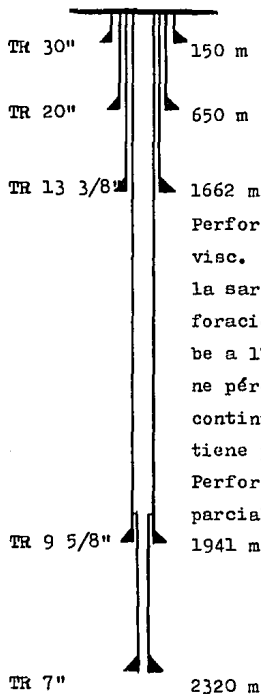 TR 30" 150 m
TR 20" 650 m
TR 13 3/8" 1662 m
Perfor
visc.
la sar
foraci
be a 1
ne pér
contin
tiene
Perfor
parcia
TR 9 5/8" 1941 m
TR 7" 2320 m